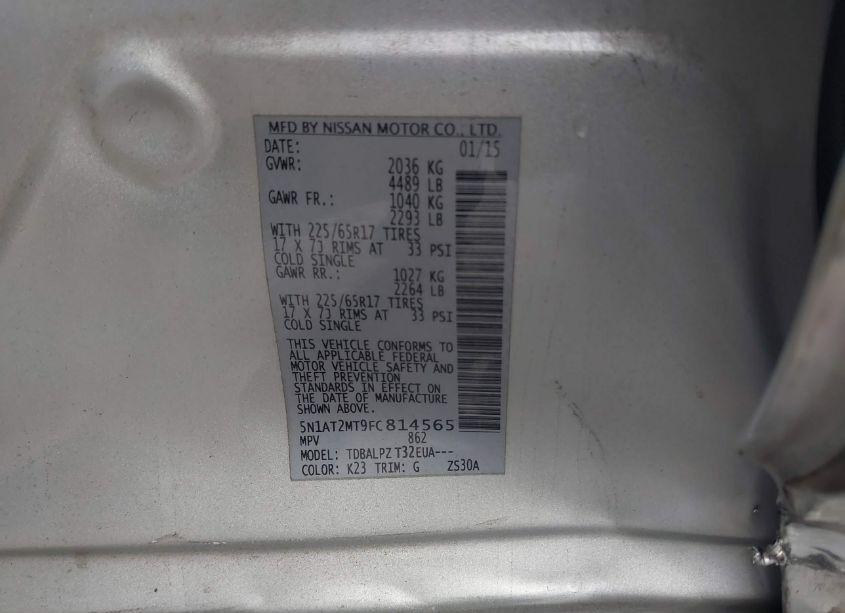 MFD BY NISSAN MOTOR CO., LTD.
DATE: 01/15
GVWR: 2036 KG
4489 LB
GAWR FR.: 1040 KG
2293 LB
WITH 225/65R17 TIRES
17 X 7J RIMS AT 33 PSI
COLD SINGLE
GAWR RR.: 1027 KG
2264 LB
WITH 225/65R17 TIRES
17 X 7J RIMS AT 33 PSI
COLD SINGLE
THIS VEHICLE CONFORMS TO
ALL APPLICABLE FEDERAL
MOTOR VEHICLE SAFETY AND
THEFT PREVENTION
STANDARDS IN EFFECT ON
THE DATE OF MANUFACTURE
SHOWN ABOVE.
5N1AT2MT9FC814565
MPV 862
MODEL: TDBALPZ T32EUA---
COLOR: K23 TRIM: G ZS30A